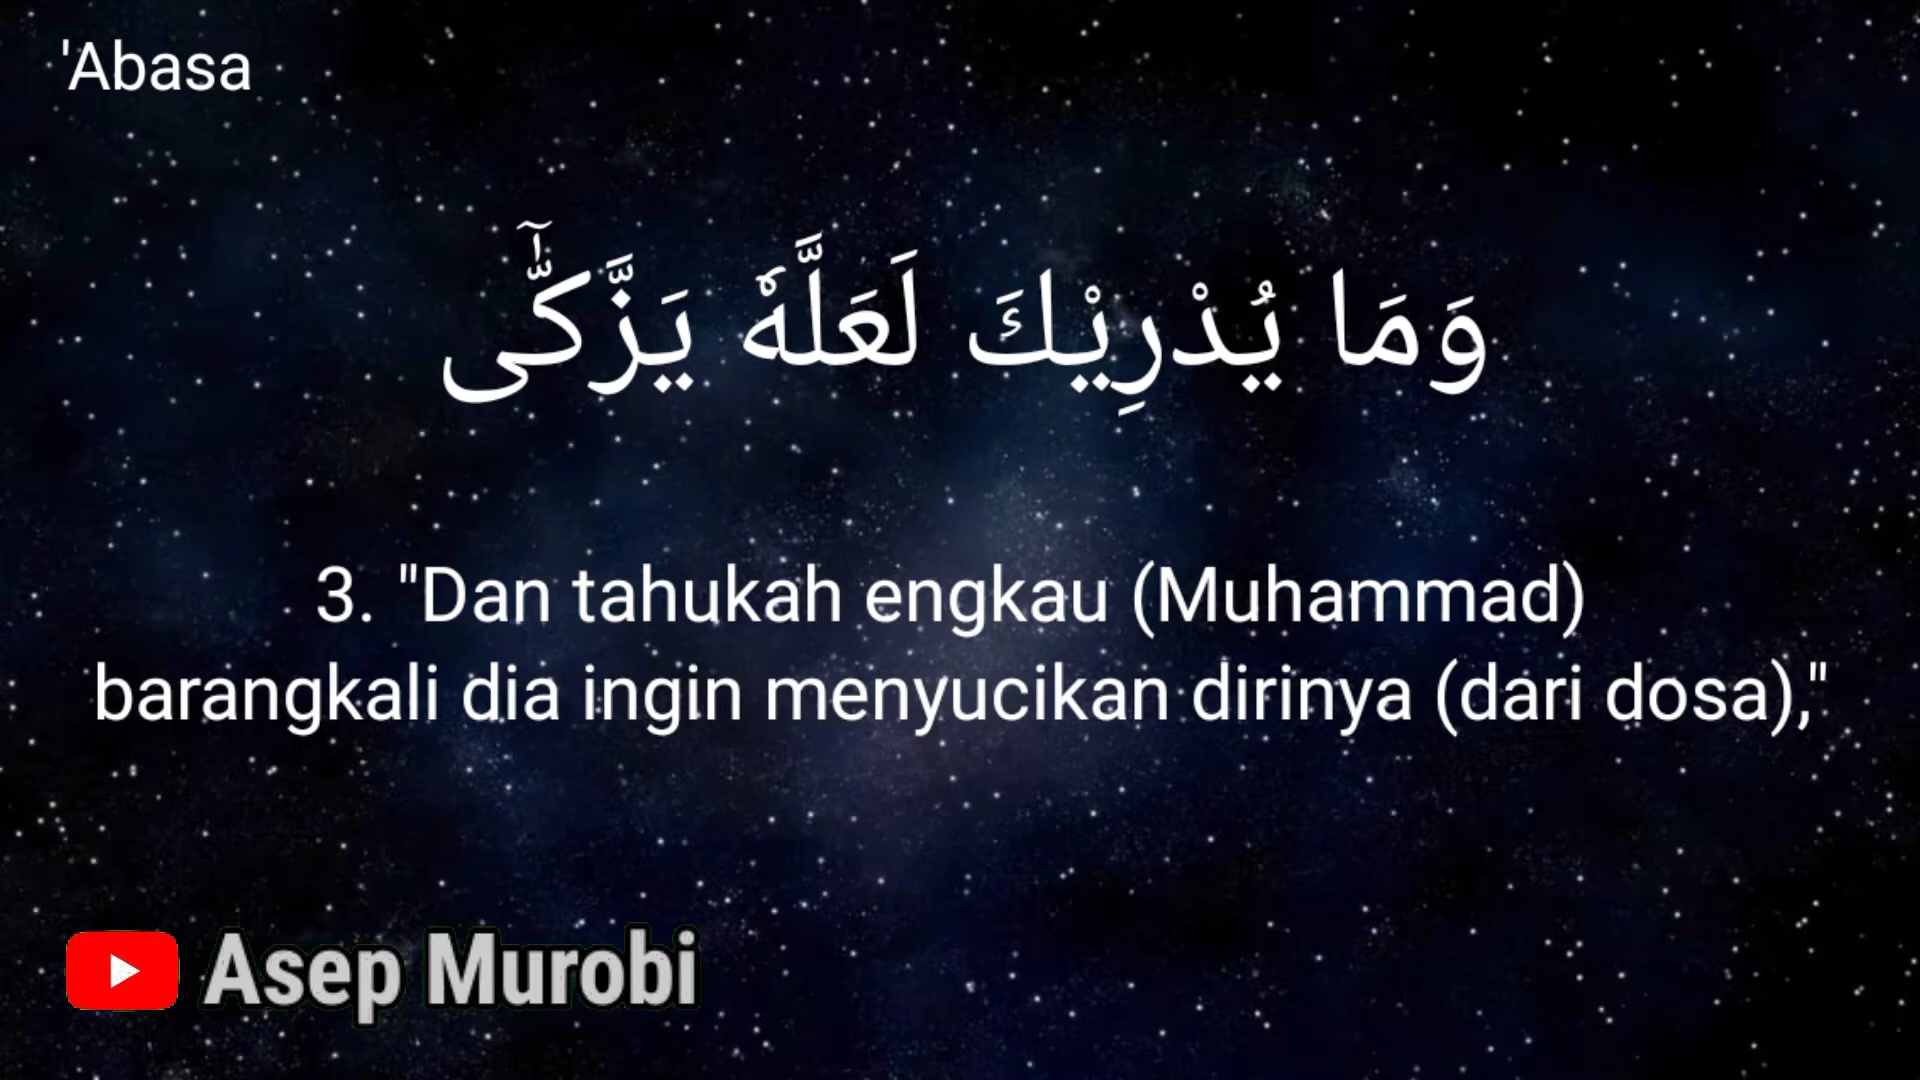 'Abasa
وَمَا يُدْرِيْكَ لَعَلَّهٗ يَزَّكّٰىٓ
3. "Dan tahukah engkau (Muhammad)
barangkali dia ingin menyucikan dirinya (dari dosa),"
Asep Murobi